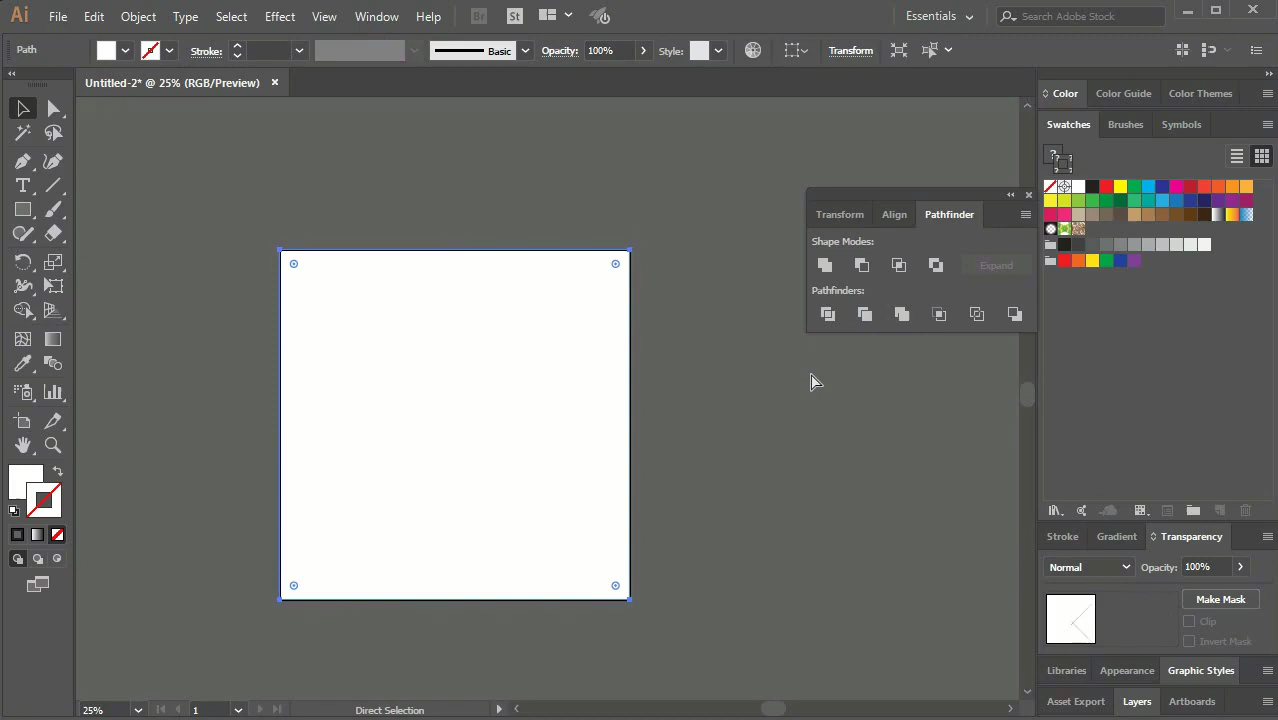 Ai File Edit Object Type Select Effect View Window Help Br St Essentials Search Adobe Stock
Path Stroke: Basic Opacity: 100% Style: Transform
Untitled-2* @ 25% (RGB/Preview)
Color Color Guide Color Themes
Swatches Brushes Symbols
? ?
Transform Align Pathfinder
Shape Modes:
Expand
Pathfinders:
T
Stroke Gradient Transparency
Normal Opacity: 100%
Make Mask
Clip
Invert Mask
Libraries Appearance Graphic Styles
Asset Export Layers Artboards
25% 1 Direct Selection